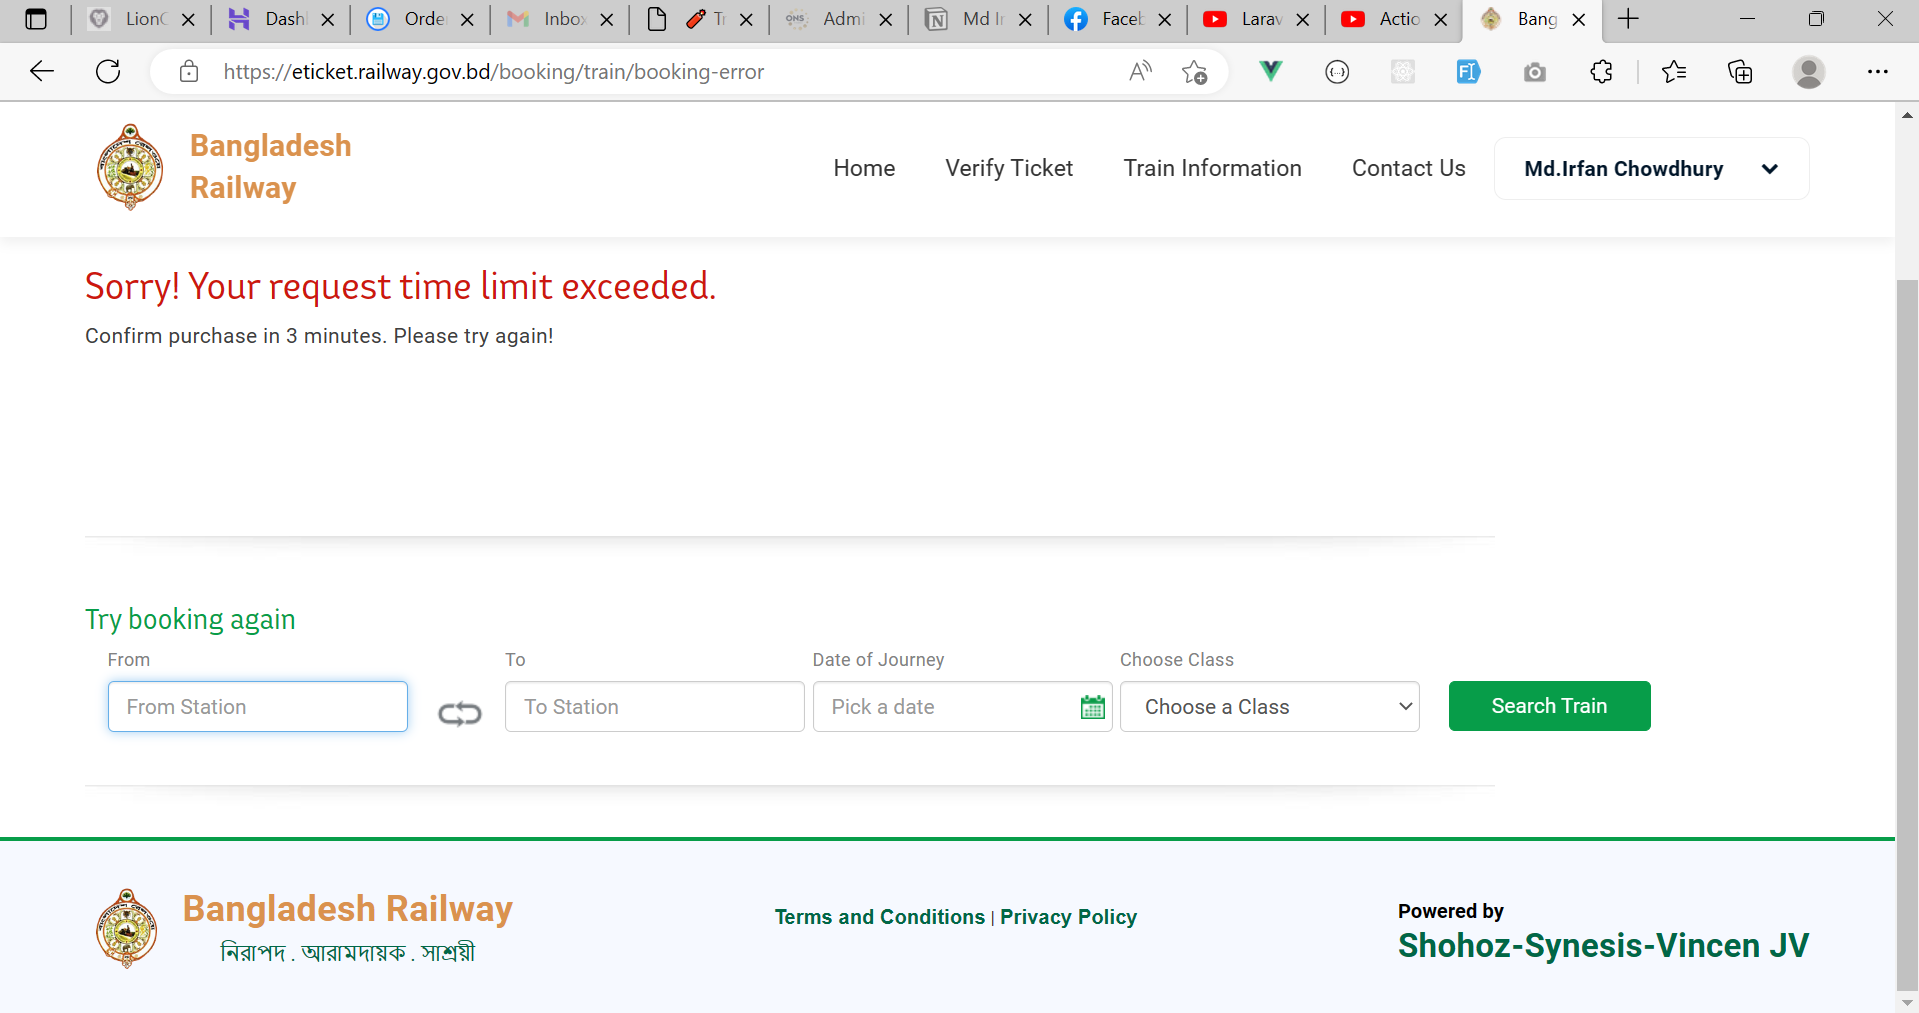 LionC
Dash
Order
Inbox
Tr
Admi
Md Ir
Faceb
Larav
Actio
Bang
https://eticket.railway.gov.bd/booking/train/booking-error
Bangladesh
Railway
Home
Verify Ticket
Train Information
Contact Us
Md.Irfan Chowdhury
Sorry! Your request time limit exceeded.
Confirm purchase in 3 minutes. Please try again!
Try booking again
From
To
Date of Journey
Choose Class
From Station
To Station
Pick a date
Choose a Class
Search Train
Bangladesh Railway
নিরাপদ . আরামদায়ক . সাশ্রয়ী
Terms and Conditions | Privacy Policy
Powered by
Shohoz-Synesis-Vincen JV